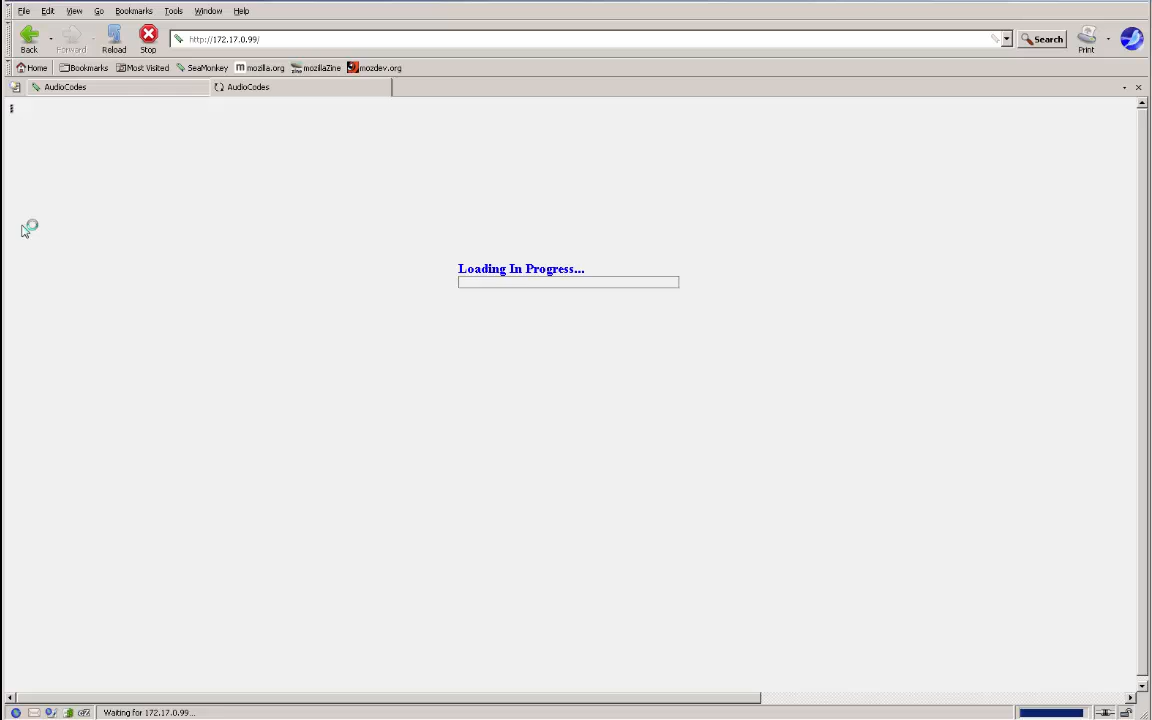 File Edit View Go Bookmarks Tools Window Help
http://172.17.0.99/
Search
Back Forward Reload Stop
Print
Home Bookmarks Most Visited SeaMonkey mozilla.org mozillaZine mozdev.org
AudioCodes AudioCodes
Loading In Progress...
Waiting for 172.17.0.99...